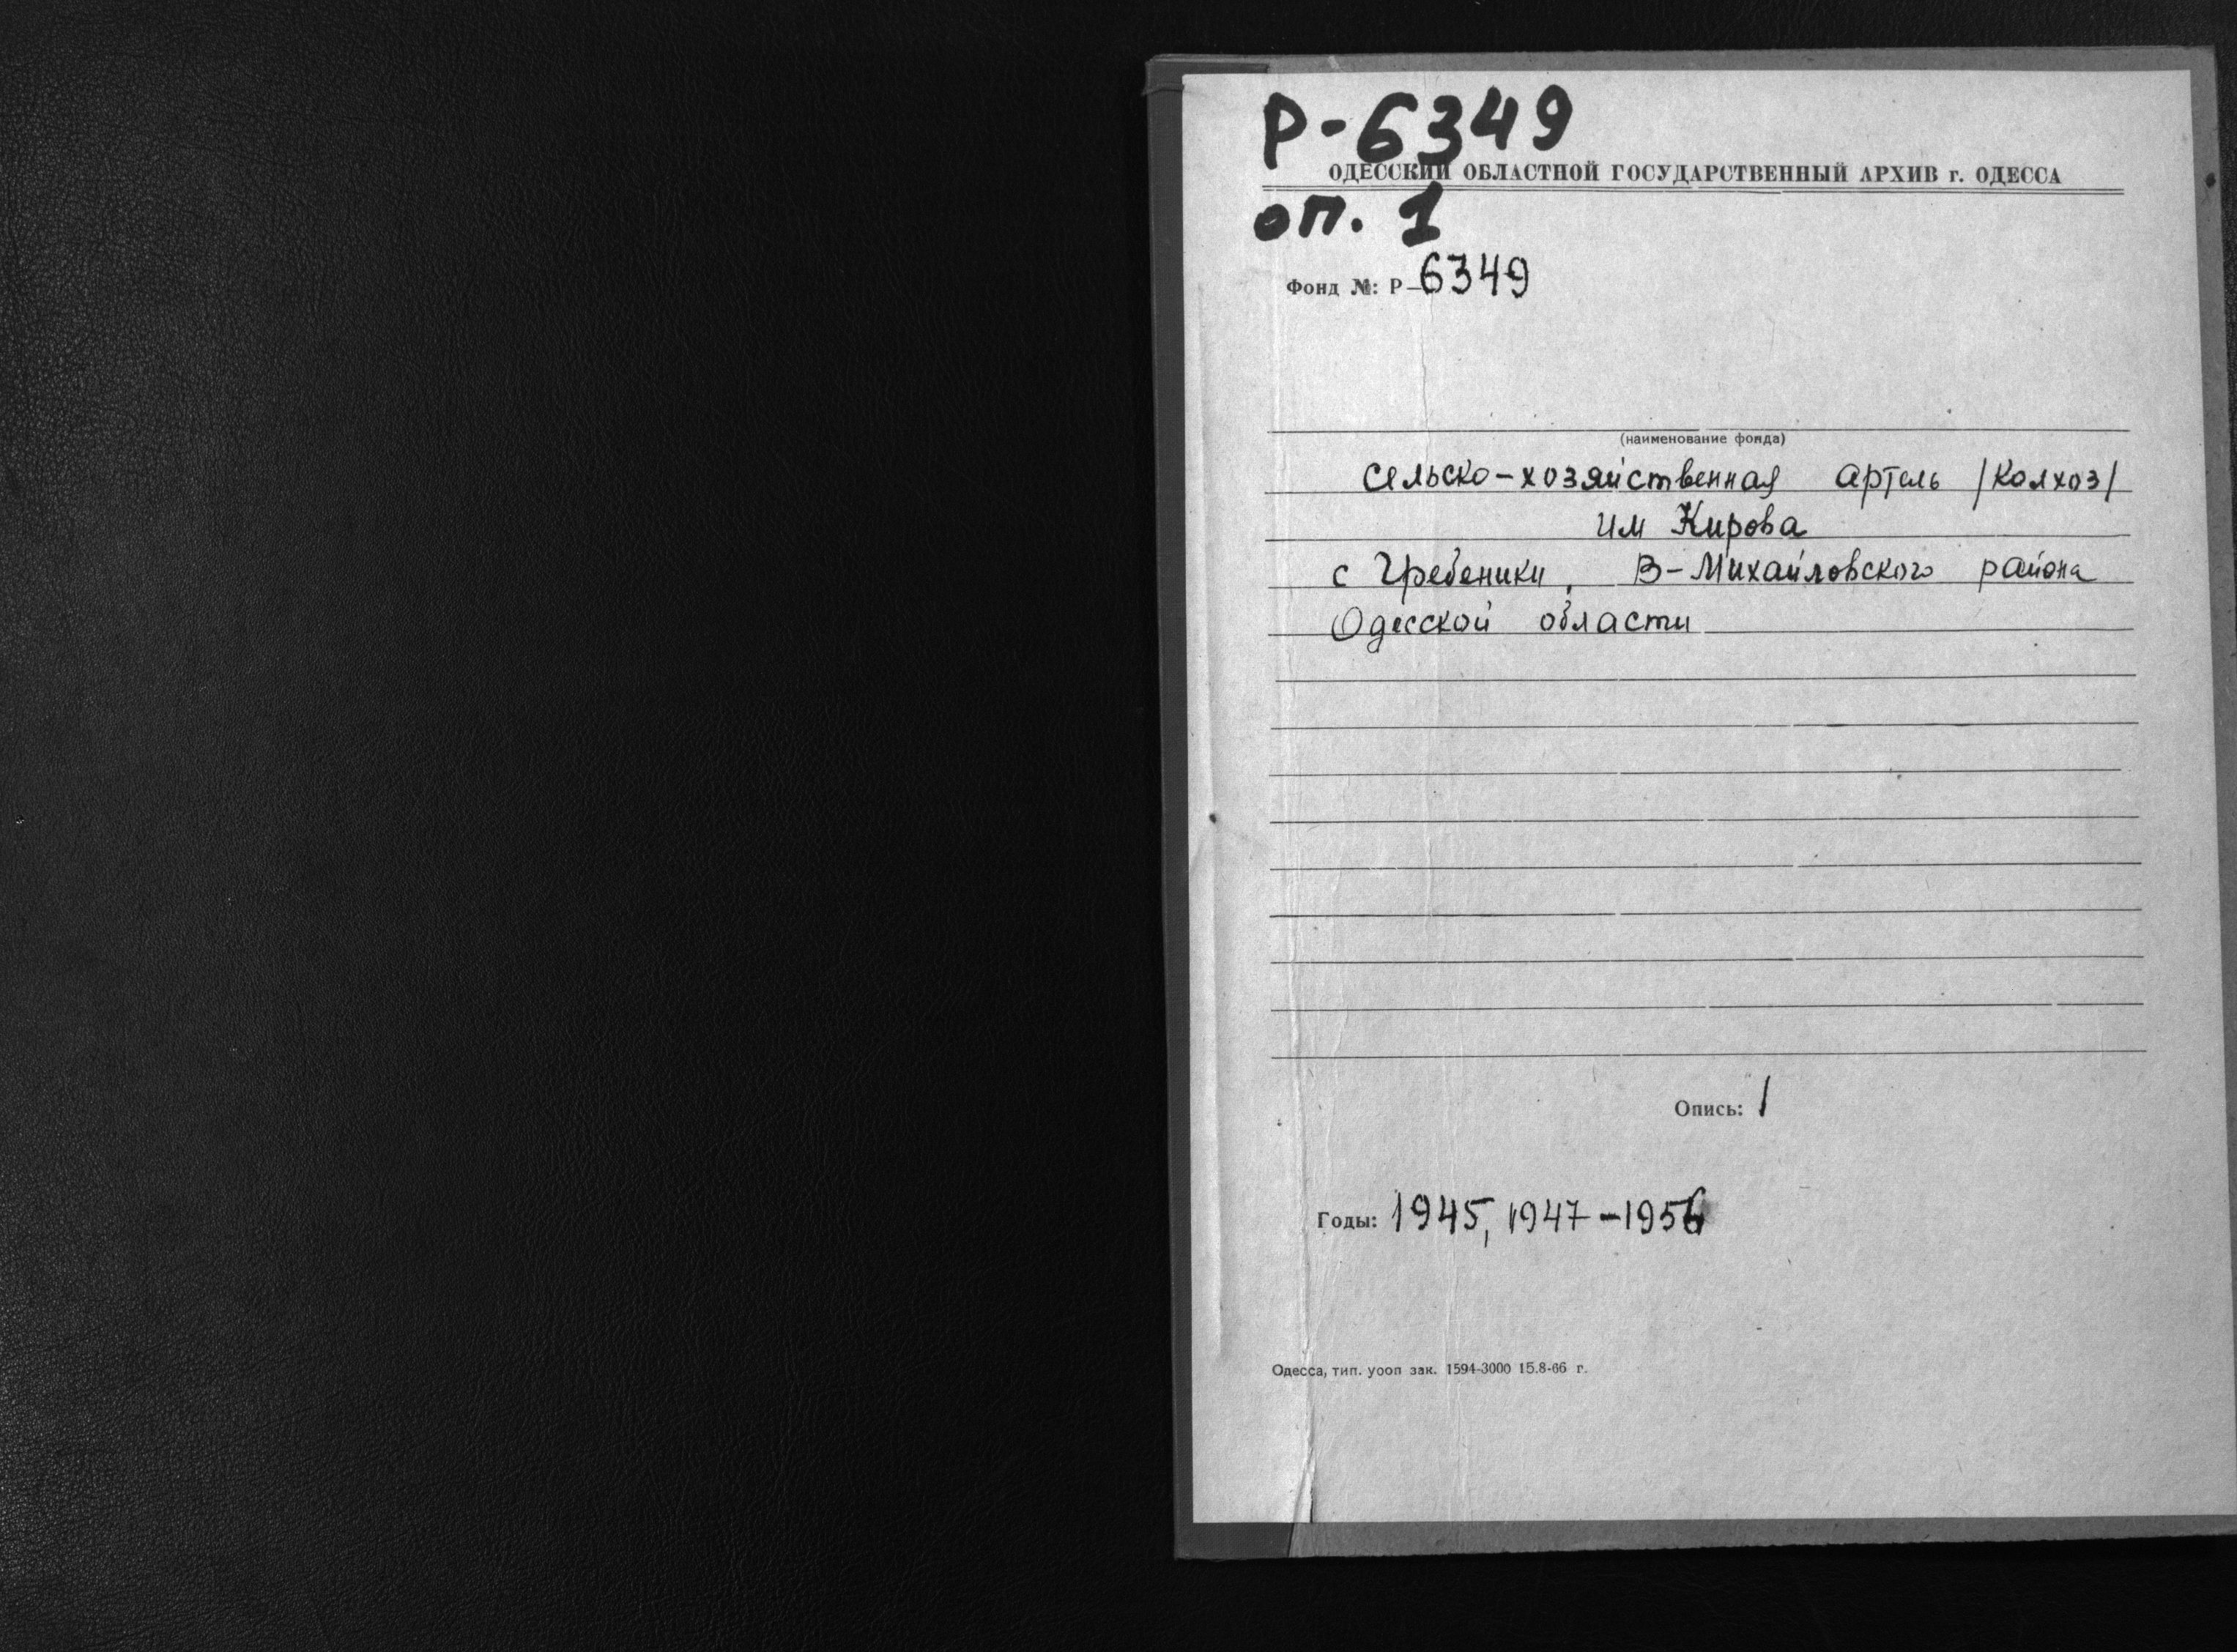 Р-6349
ОДЕССКИЙ ОБЛАСТНОЙ ГОСУДАРСТВЕННЫЙ АРХИВ г. ОДЕССА
оп. 1
Фонд №: Р-6349
(наименование фонда)
Сельско-хозяйственная артель /Колхоз/
им Кирова
с Гребеники, В-Михайловского района
Одесской области
Опись: 1
Годы: 1945, 1947-1956
Одесса, тип. уооп зак. 1594-3000 15.8-66 г.